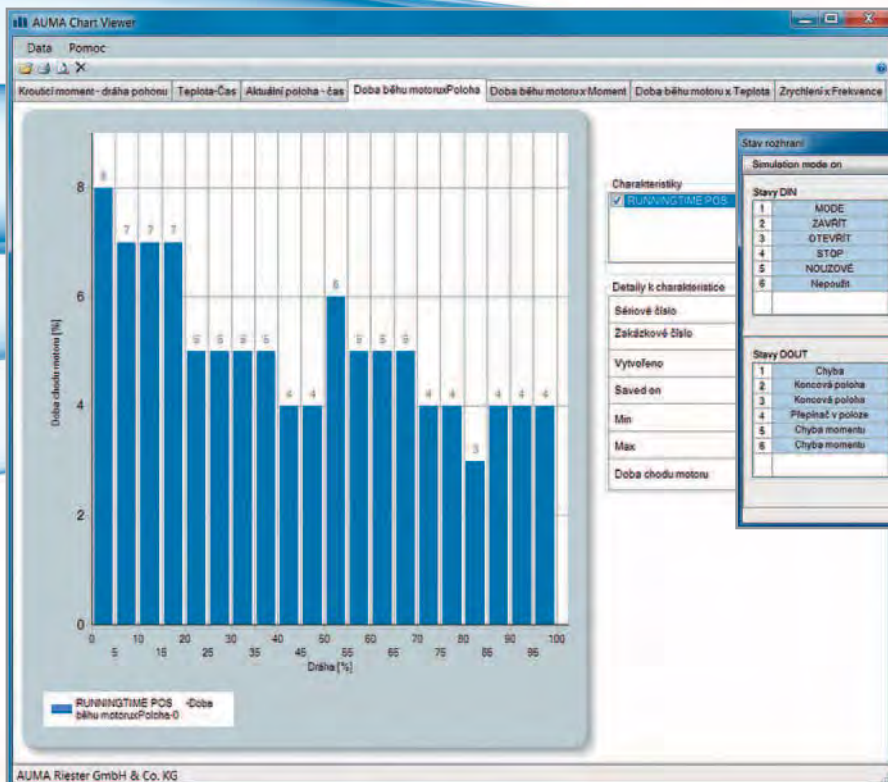 AUMA Chart Viewer
Data Pomoc
Krouticí moment - dráha pohonu Teplota-Čas Aktuální poloha - čas Doba běhu motoruxPoloha Doba běhu motoru x Moment Doba běhu motoru x Teplota Zrychlení x Frekvence
Doba chodu motoru [%]
8
6
4
2
0
8 7 7 7 5 5 5 5 4 4 6 5 5 5 4 4 3 4 4 4
0 10 20 30 40 50 60 70 80 90 100
5 15 25 35 45 55 65 75 85 95
Dráha [%]
RUNNINGTIME POS -Doba
běhu motoruxPoloha-0
Charakteristiky
RUNNINGTIME POS
Detaily k charakteristice
Sériové číslo
Zakázkové číslo
Vytvořeno
Saved on
Min
Max
Doba chodu motoru
Stav rozhraní
Simulation mode on
Stavy DIN
1 MODE
2 ZAVŘÍT
3 OTEVŘÍT
4 STOP
5 NOUZOVÉ
6 Nepoužit
Stavy DOUT
1 Chyba
2 Koncová poloha
3 Koncová poloha
4 Přepínač v poloze
5 Chyba momentu
6 Chyba momentu
AUMA Riester GmbH & Co. KG